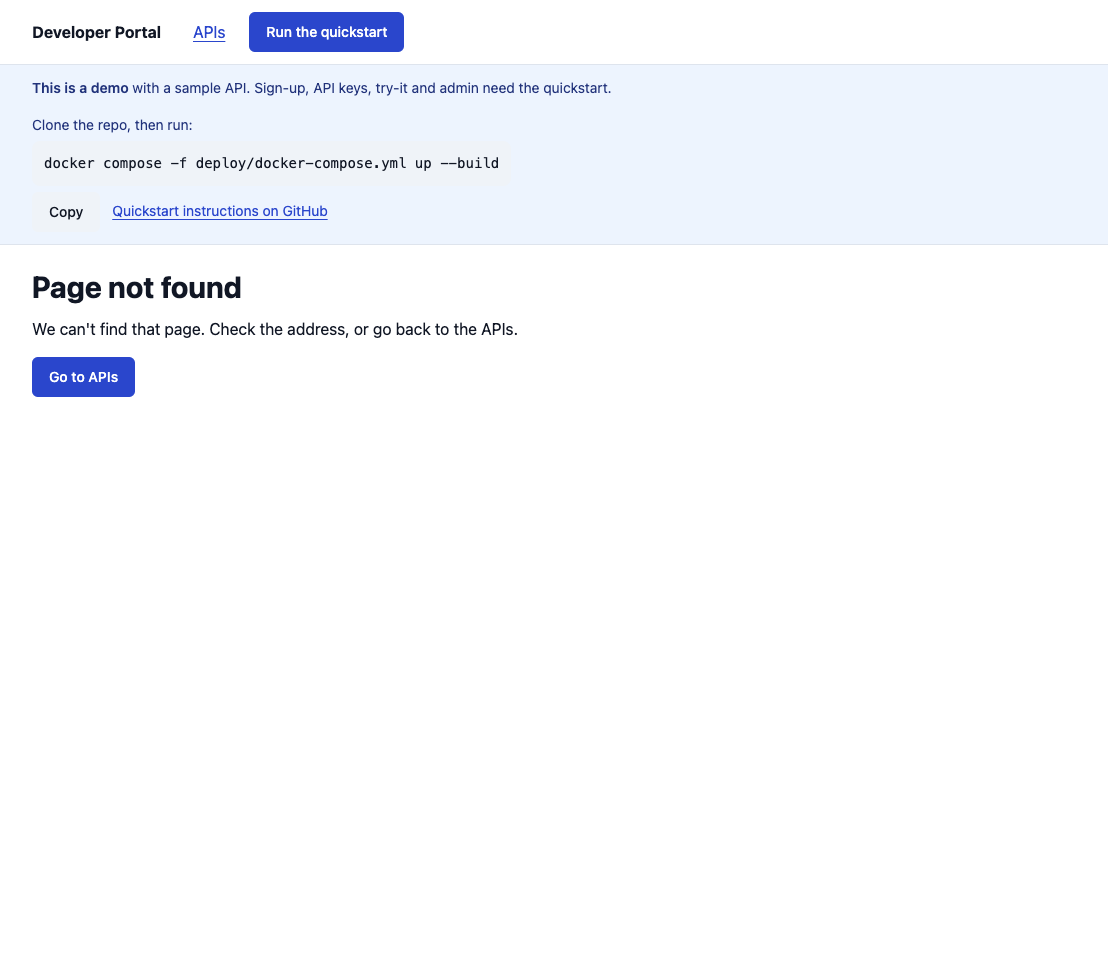 Developer Portal APIs Run the quickstart
This is a demo with a sample API. Sign-up, API keys, try-it and admin need the quickstart.
Clone the repo, then run:
docker compose -f deploy/docker-compose.yml up --build
Copy Quickstart instructions on GitHub
Page not found
We can't find that page. Check the address, or go back to the APIs.
Go to APIs